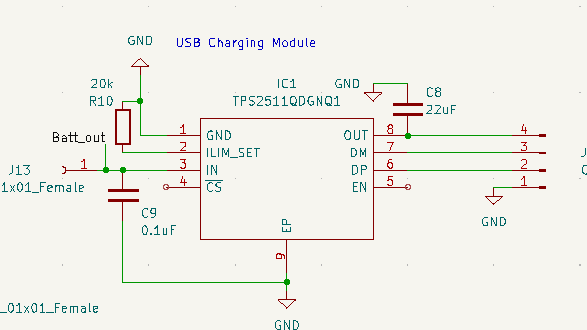 GND
USB Charging Module
20k
R10
IC1
TPS2511QDGNQ1
GND
C8
22uF
Batt_out
J13
1
1x01_Female
1 GND
2 ILIM_SET
3 IN
4 CS
OUT 8
DM 7
DP 6
EN 5
4
3
2
1
J
GND
C9
0.1uF
EP
9
_01x01_Female
GND